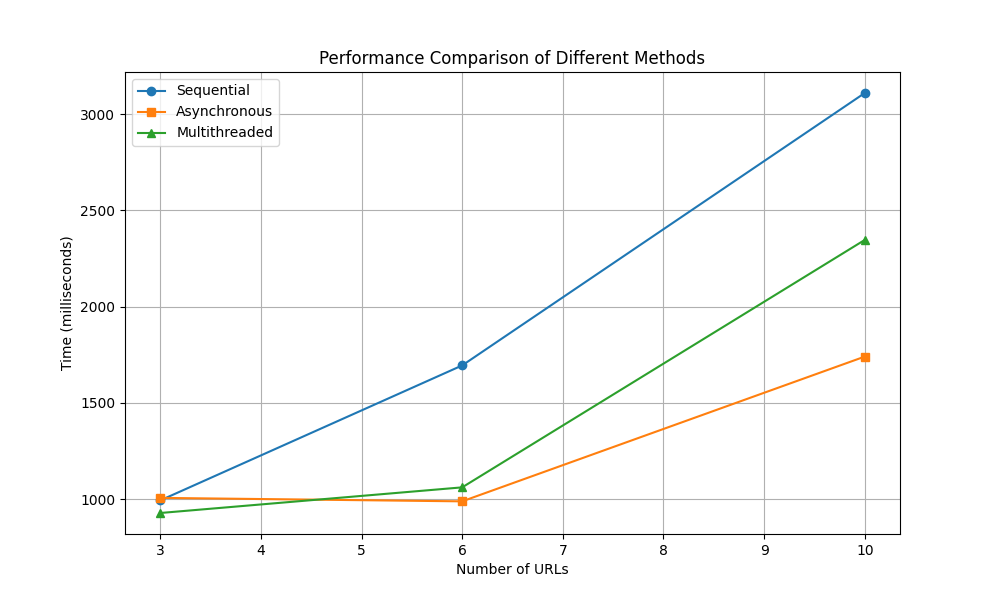 Performance Comparison of Different Methods
Sequential
Asynchronous
Multithreaded
Time (milliseconds)
3000
2500
2000
1500
1000
3 4 5 6 7 8 9 10
Number of URLs